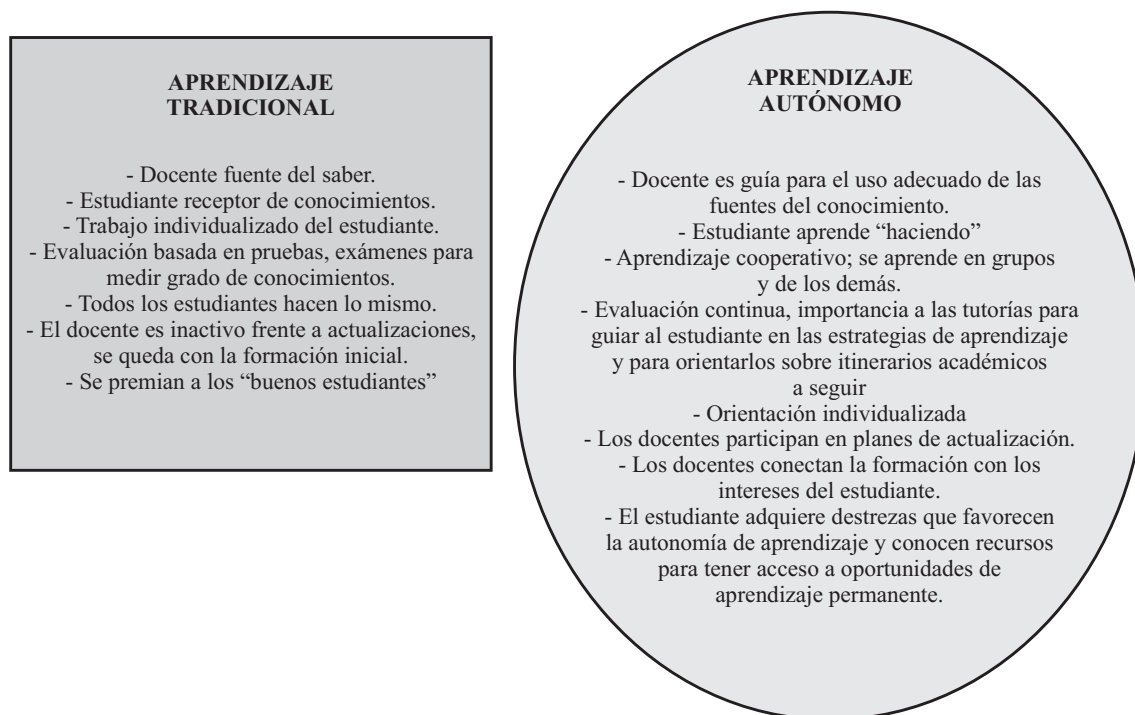 APRENDIZAJE
TRADICIONAL
- Docente fuente del saber.
- Estudiante receptor de conocimientos.
- Trabajo individualizado del estudiante.
- Evaluación basada en pruebas, exámenes para
medir grado de conocimientos.
- Todos los estudiantes hacen lo mismo.
- El docente es inactivo frente a actualizaciones,
se queda con la formación inicial.
- Se premian a los “buenos estudiantes”
APRENDIZAJE
AUTÓNOMO
- Docente es guía para el uso adecuado de las
fuentes del conocimiento.
- Estudiante aprende “haciendo”
- Aprendizaje cooperativo; se aprende en grupos
y de los demás.
- Evaluación continua, importancia a las tutorías para
guiar al estudiante en las estrategias de aprendizaje
y para orientarlos sobre itinerarios académicos
a seguir
- Orientación individualizada
- Los docentes participan en planes de actualización.
- Los docentes conectan la formación con los
intereses del estudiante.
- El estudiante adquiere destrezas que favorecen
la autonomía de aprendizaje y conocen recursos
para tener acceso a oportunidades de
aprendizaje permanente.